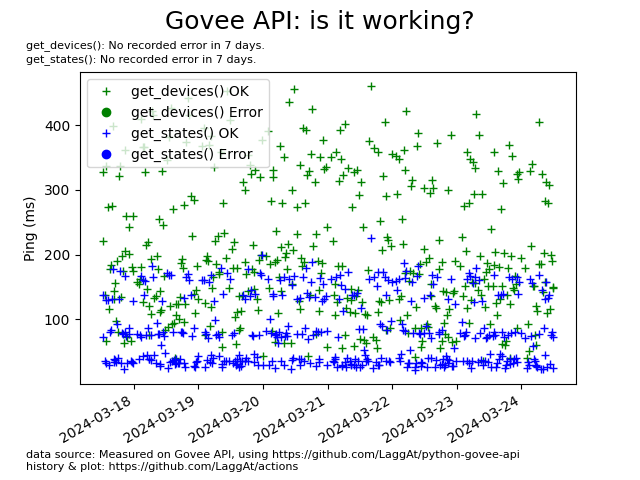 Govee API: is it working?
get_devices(): No recorded error in 7 days.
get_states(): No recorded error in 7 days.
get_devices() OK
get_devices() Error
get_states() OK
get_states() Error
Ping (ms)
400
300
200
100
2024-03-18
2024-03-19
2024-03-20
2024-03-21
2024-03-22
2024-03-23
2024-03-24
data source: Measured on Govee API, using https://github.com/LaggAt/python-govee-api
history & plot: https://github.com/LaggAt/actions